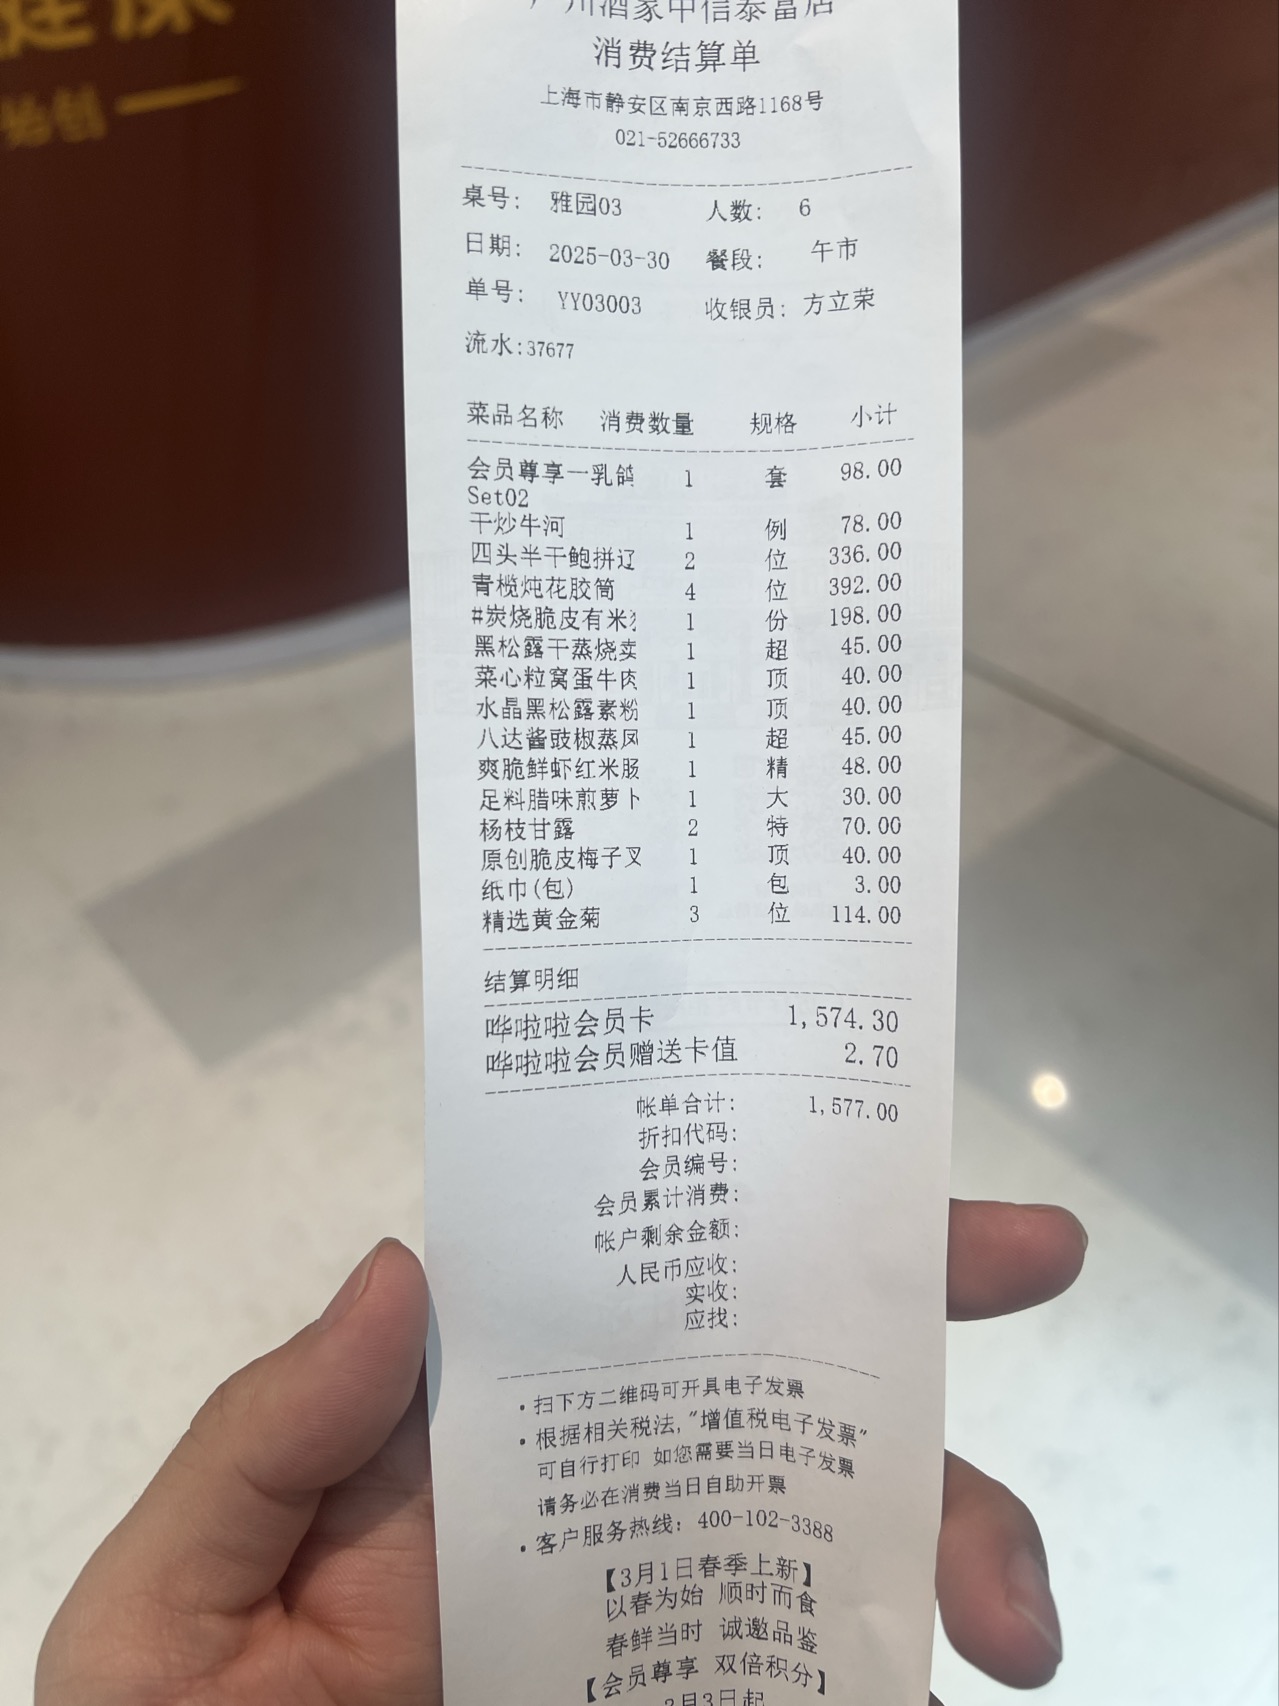 广州酒家中信泰富店
消费结算单
上海市静安区南京西路1168号
021-52666733
桌号: 雅园03 人数: 6
日期: 2025-03-30 餐段: 午市
单号: YY03003 收银员: 方立荣
流水:37677
菜品名称 消费数量 规格 小计
会员尊享一乳鸽 1 套 98.00
Set02
干炒牛河 1 例 78.00
四头半干鲍拼辽 2 位 336.00
青榄炖花胶筒 4 位 392.00
#炭烧脆皮有米 1 份 198.00
黑松露干蒸烧卖 1 超 45.00
菜心粒窝蛋牛肉 1 顶 40.00
水晶黑松露素粉 1 顶 40.00
八达酱豉椒蒸凤 1 超 45.00
爽脆鲜虾红米肠 1 精 48.00
足料腊味煎萝卜 1 大 30.00
杨枝甘露 2 特 70.00
原创脆皮梅子叉 1 顶 40.00
纸巾(包) 1 包 3.00
精选黄金菊 3 位 114.00
结算明细
哗啦啦会员卡 1,574.30
哗啦啦会员赠送卡值 2.70
帐单合计: 1,577.00
折扣代码:
会员编号:
会员累计消费:
帐户剩余金额:
人民币应收:
实收:
应找:
·扫下方二维码可开具电子发票
·根据相关税法,"增值税电子发票"
可自行打印 如您需要当日电子发票
请务必在消费当日自助开票
·客户服务热线: 400-102-3388
【3月1日春季上新】
以春为始 顺时而食
春鲜当时 诚邀品鉴
【会员尊享 双倍积分】
3月3日起
始创